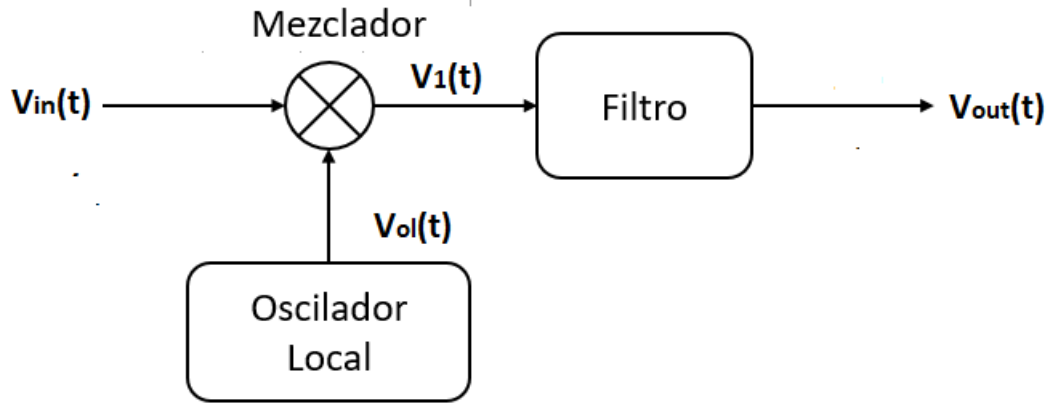 Mezclador
Vin(t)
V1(t)
Filtro
Vout(t)
Vol(t)
Oscilador
Local